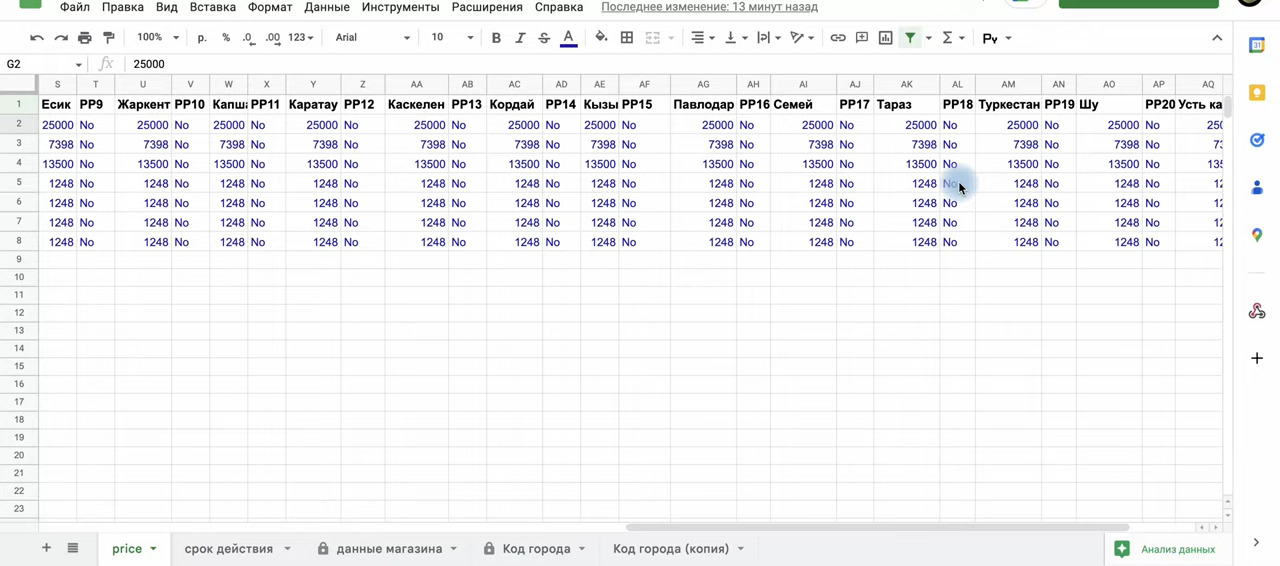 Файл Правка Вид Вставка Формат Данные Инструменты Расширения Справка Последнее изменение: 13 минут назад
100% р. % .0 .00 123 Arial 10 B I S A Σ Py
G2 fx 25000
S T U V W X Y Z AA AB AC AD AE AF AG AH AI AJ AK AL AM AN AO AP AQ
1 Есик PP9 Жаркент PP10 Капша PP11 Каратау PP12 Каскелен PP13 Кордай PP14 Кызы PP15 Павлодар PP16 Семей PP17 Тараз PP18 Туркестан PP19 Шу PP20 Усть ка
2 25000 No 25000 No 25000 No 25000 No 25000 No 25000 No 25000 No 25000 No 25000 No 25000 No 25000 No 25000 No 250
3 7398 No 7398 No 7398 No 7398 No 7398 No 7398 No 7398 No 7398 No 7398 No 7398 No 7398 No 7398 No 73
4 13500 No 13500 No 13500 No 13500 No 13500 No 13500 No 13500 No 13500 No 13500 No 13500 No 13500 No 13500 No 135
5 1248 No 1248 No 1248 No 1248 No 1248 No 1248 No 1248 No 1248 No 1248 No 1248 No 1248 No 1248 No 12
6 1248 No 1248 No 1248 No 1248 No 1248 No 1248 No 1248 No 1248 No 1248 No 1248 No 1248 No 1248 No 12
7 1248 No 1248 No 1248 No 1248 No 1248 No 1248 No 1248 No 1248 No 1248 No 1248 No 1248 No 1248 No 12
8 1248 No 1248 No 1248 No 1248 No 1248 No 1248 No 1248 No 1248 No 1248 No 1248 No 1248 No 1248 No 12
9
10
11
12
13
14
15
16
17
18
19
20
21
22
23
price срок действия данные магазина Код города Код города (копия) Анализ данных